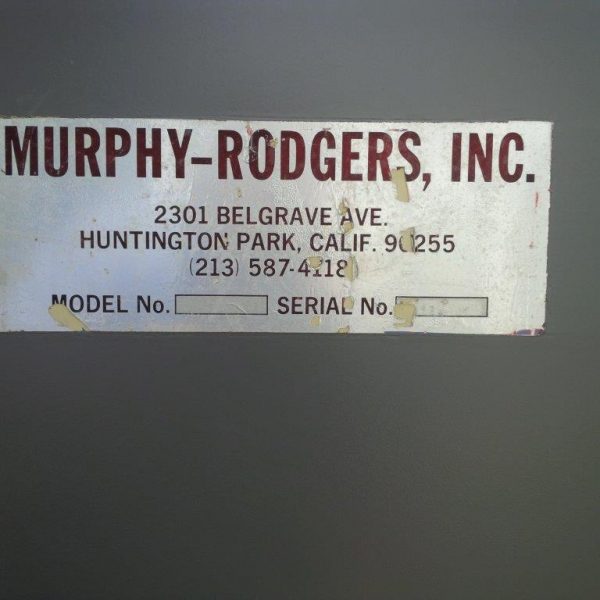 MURPHY-RODGERS, INC.
2301 BELGRAVE AVE.
HUNTINGTON PARK, CALIF. 90255
(213) 587-4118
MODEL No. SERIAL No.